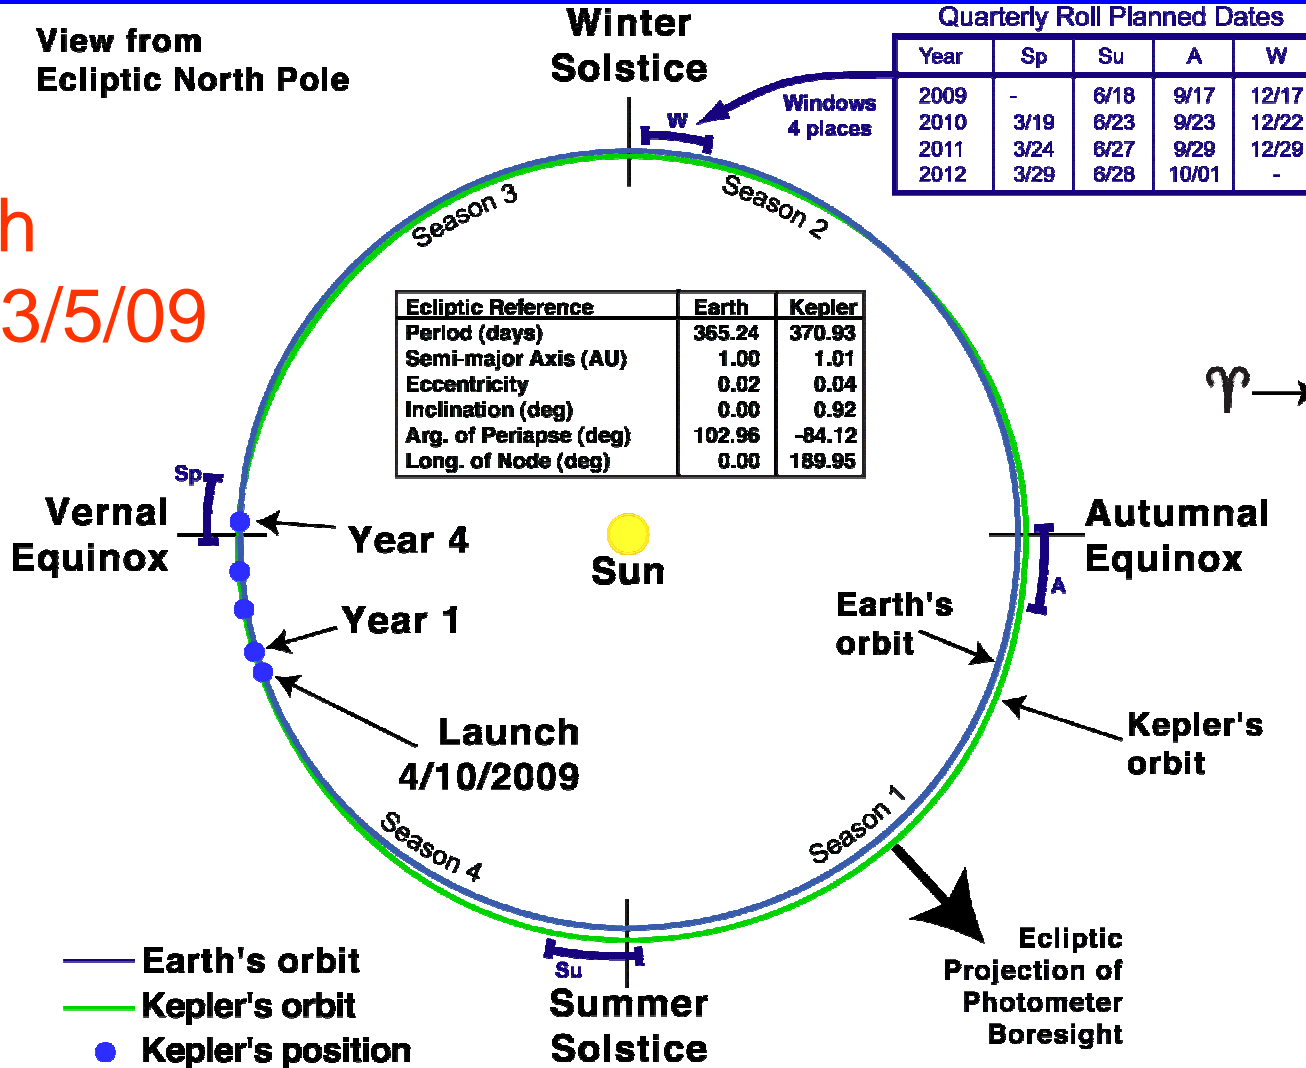 View from
Ecliptic North Pole
Winter
Solstice
Quarterly Roll Planned Dates
Year Sp Su A W
2009 - 6/18 9/17 12/17
2010 3/19 6/23 9/23 12/22
2011 3/24 6/27 9/29 12/29
2012 3/29 6/28 10/01 -
Windows
4 places
W
h
3/5/09
Season 3
Season 2
Ecliptic Reference Earth Kepler
Period (days) 365.24 370.93
Semi-major Axis (AU) 1.00 1.01
Eccentricity 0.02 0.04
Inclination (deg) 0.00 0.92
Arg. of Periapse (deg) 102.96 -84.12
Long. of Node (deg) 0.00 189.95
♈
Sp
Vernal
Equinox
Year 4
Sun
Autumnal
Equinox
A
Year 1
Earth's
orbit
Launch
4/10/2009
Kepler's
orbit
Season 4
Season 1
Su
Summer
Solstice
Ecliptic
Projection of
Photometer
Boresight
Earth's orbit
Kepler's orbit
Kepler's position